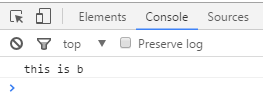 Elements Console Sources
top ▼ Preserve log
this is b
>